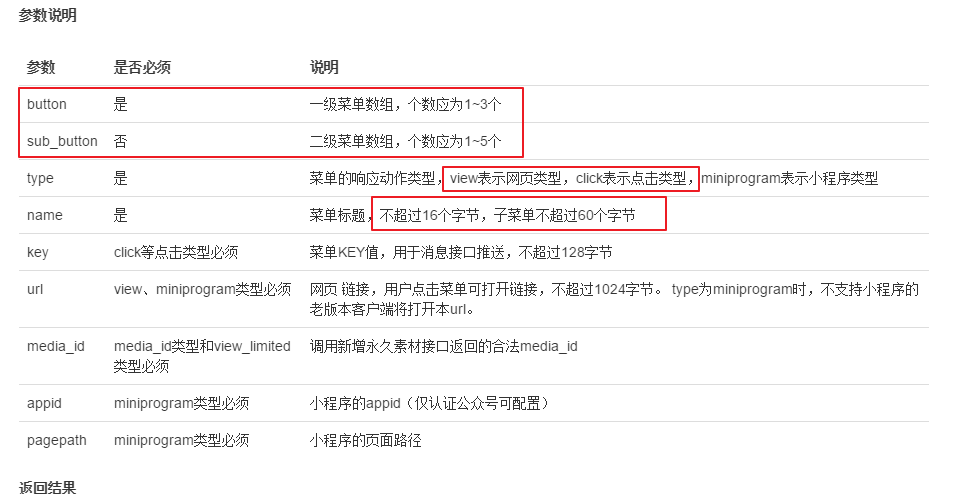 参数说明
参数 是否必须 说明
button 是 一级菜单数组，个数应为1~3个
sub_button 否 二级菜单数组，个数应为1~5个
type 是 菜单的响应动作类型，view表示网页类型，click表示点击类型，miniprogram表示小程序类型
name 是 菜单标题，不超过16个字节，子菜单不超过60个字节
key click等点击类型必须 菜单KEY值，用于消息接口推送，不超过128字节
url view、miniprogram类型必须 网页 链接，用户点击菜单可打开链接，不超过1024字节。 type为miniprogram时，不支持小程序的
老版本客户端将打开本url。
media_id media_id类型和view_limited 调用新增永久素材接口返回的合法media_id
类型必须
appid miniprogram类型必须 小程序的appid（仅认证公众号可配置）
pagepath miniprogram类型必须 小程序的页面路径
返回结果